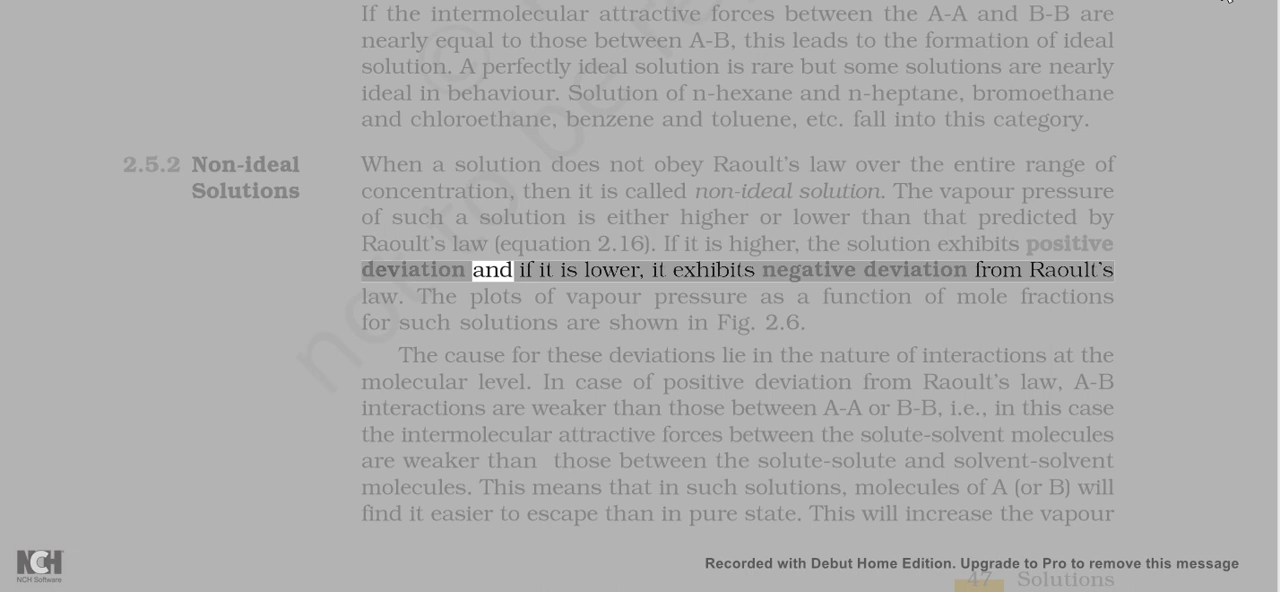 If the intermolecular attractive forces between the A-A and B-B are
nearly equal to those between A-B, this leads to the formation of ideal
solution. A perfectly ideal solution is rare but some solutions are nearly
ideal in behaviour. Solution of n-hexane and n-heptane, bromoethane
and chloroethane, benzene and toluene, etc. fall into this category.
2.5.2 Non-ideal
Solutions
When a solution does not obey Raoult's law over the entire range of
concentration, then it is called non-ideal solution. The vapour pressure
of such a solution is either higher or lower than that predicted by
Raoult's law (equation 2.16). If it is higher, the solution exhibits positive
deviation and if it is lower, it exhibits negative deviation from Raoult's
law. The plots of vapour pressure as a function of mole fractions
for such solutions are shown in Fig. 2.6.
The cause for these deviations lie in the nature of interactions at the
molecular level. In case of positive deviation from Raoult's law, A-B
interactions are weaker than those between A-A or B-B, i.e., in this case
the intermolecular attractive forces between the solute-solvent molecules
are weaker than those between the solute-solute and solvent-solvent
molecules. This means that in such solutions, molecules of A (or B) will
find it easier to escape than in pure state. This will increase the vapour
not to be re
NCH
NCH Software
Recorded with Debut Home Edition. Upgrade to Pro to remove this message
47 Solutions